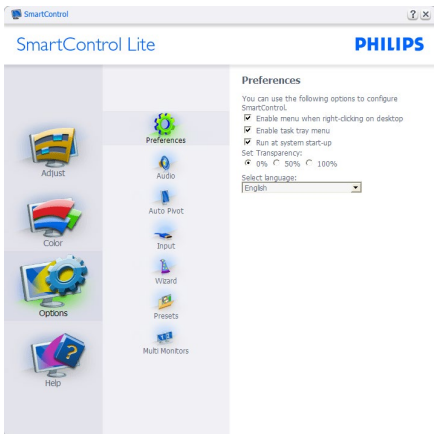 SmartControl
SmartControl Lite
PHILIPS
Adjust
Color
Options
Help
Preferences
Audio
Auto Pivot
Input
Wizard
Presets
Multi Monitors
Preferences
You can use the following options to configure
SmartControl.
Enable menu when right-clicking on desktop
Enable task tray menu
Run at system start-up
Set Transparency:
0% 50% 100%
Select language:
English